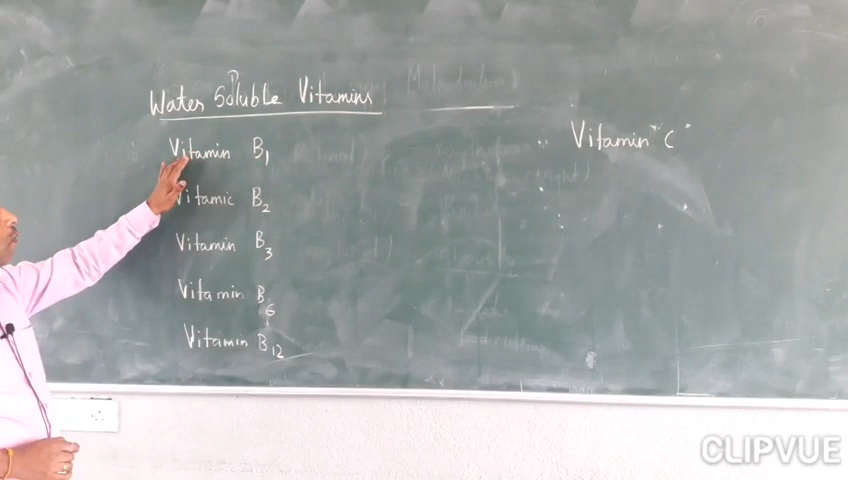 Water Soluble Vitamins
Vitamin B1
Vitamic B2
Vitamin B3
Vitamin B6
Vitamin B12
Vitamin "C"
CLIPVUE